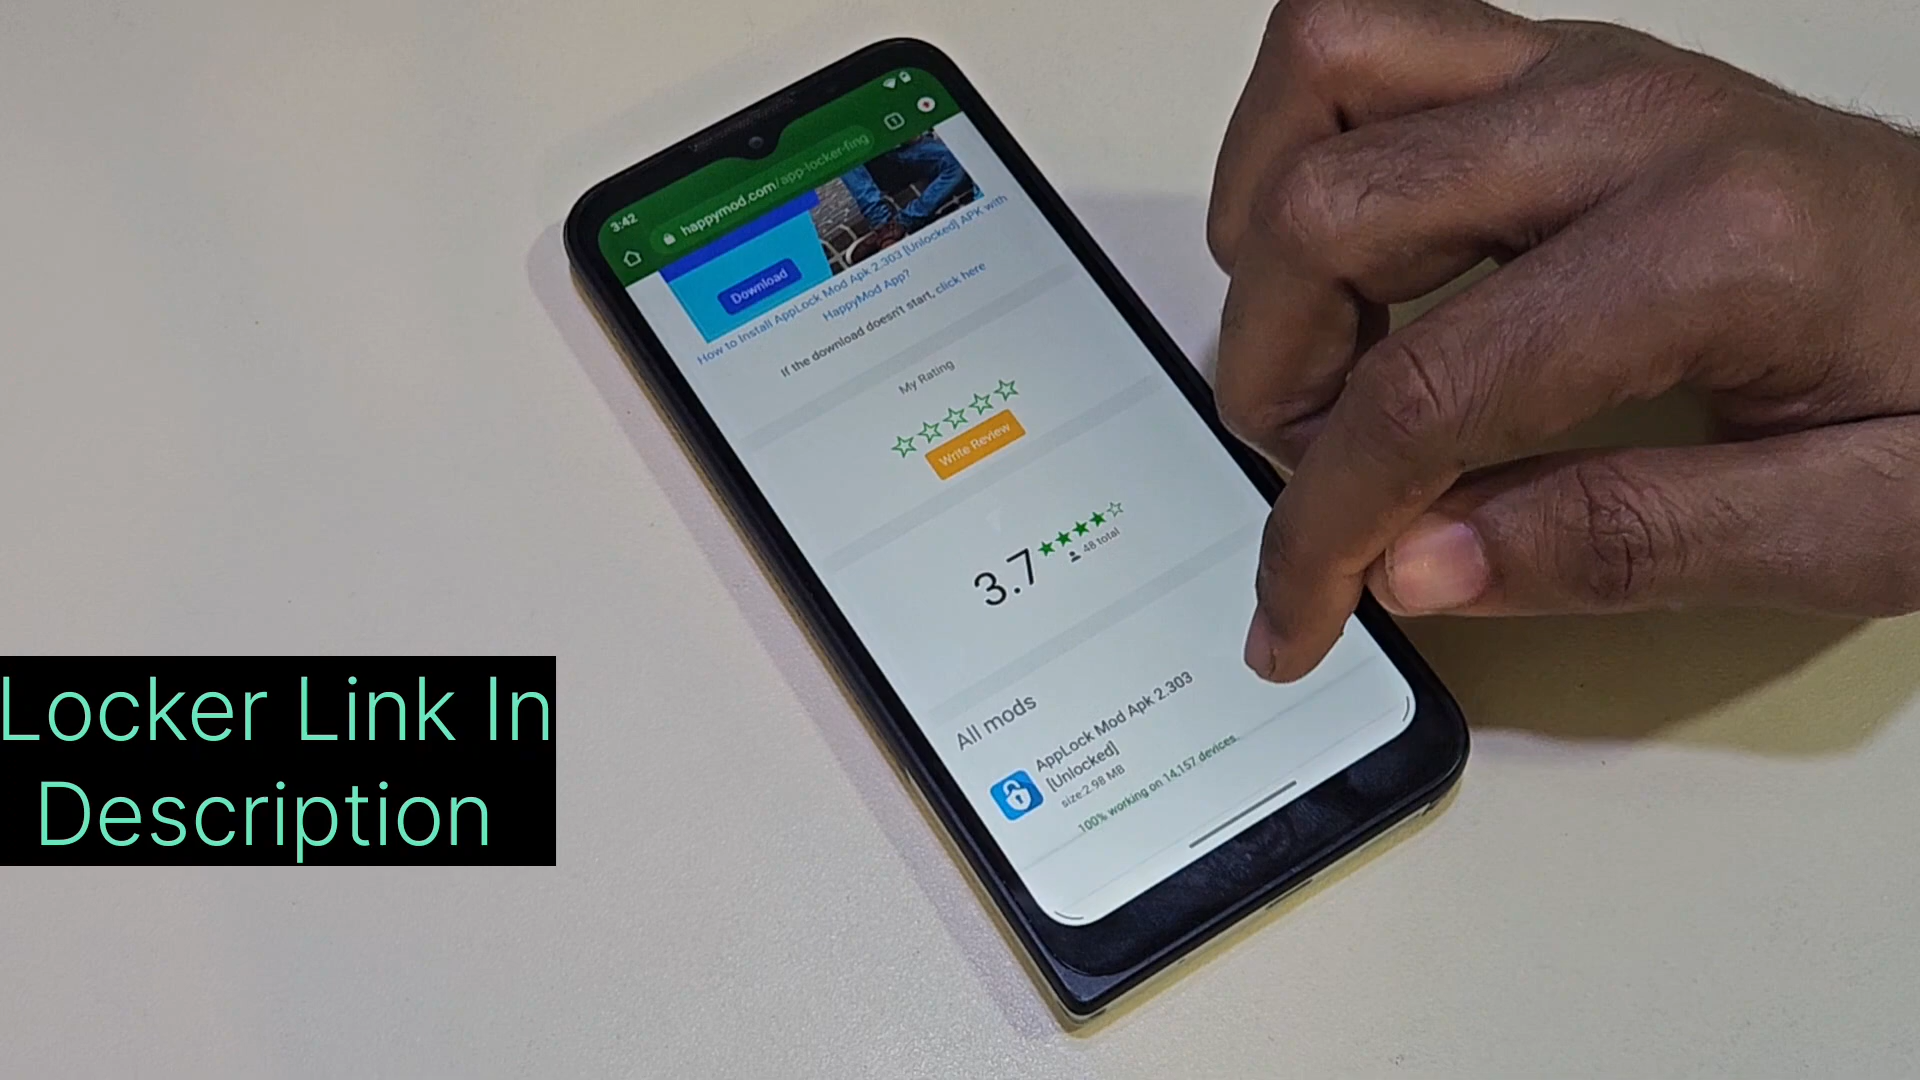 3:42
1
happymod.com/app-locker-fing
Download
How to Install AppLock Mod Apk 2.303 [Unlocked] APK with
HappyMod App?
If the download doesn't start, click here
My Rating
Write Review
3.7
48 total
All mods
AppLock Mod Apk 2.303
[Unlocked]
size:2.98 MB
100% working on 14,157 devices.
Locker Link In
Description